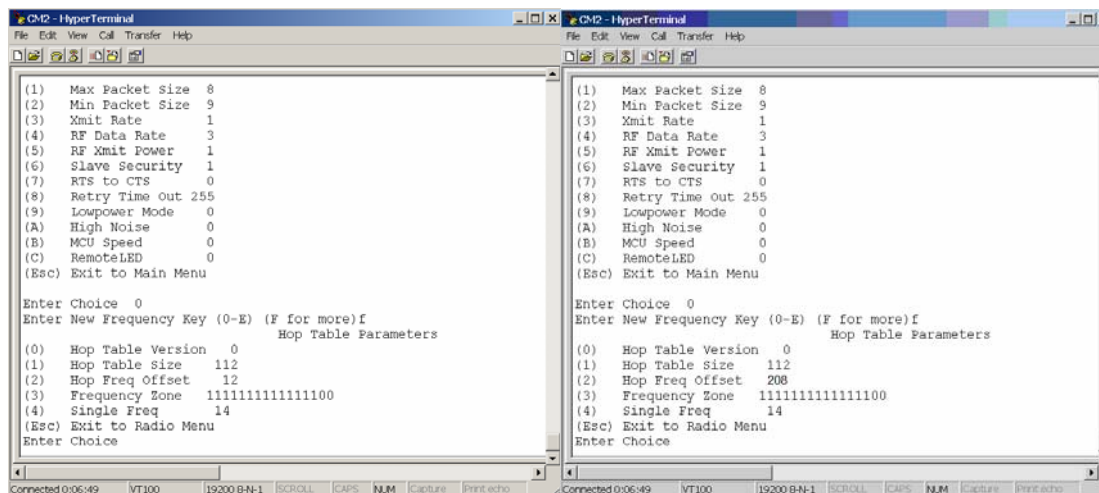 CM2 - HyperTerminal
File Edit View Call Transfer Help
(1) Max Packet Size 8
(2) Min Packet Size 9
(3) Xmit Rate 1
(4) RF Data Rate 3
(5) RF Xmit Power 1
(6) Slave Security 1
(7) RTS to CTS 0
(8) Retry Time Out 255
(9) Lowpower Mode 0
(A) High Noise 0
(B) MCU Speed 0
(C) RemoteLED 0
(Esc) Exit to Main Menu
Enter Choice 0
Enter New Frequency Key (0-E) (F for more)f
Hop Table Parameters
(0) Hop Table Version 0
(1) Hop Table Size 112
(2) Hop Freq Offset 12
(3) Frequency Zone 1111111111111100
(4) Single Freq 14
(Esc) Exit to Radio Menu
Enter Choice
Connected 0:06:49 VT100 19200 8-N-1 SCROLL CAPS NUM Capture Print echo
CM2 - HyperTerminal
File Edit View Call Transfer Help
(1) Max Packet Size 8
(2) Min Packet Size 9
(3) Xmit Rate 1
(4) RF Data Rate 3
(5) RF Xmit Power 1
(6) Slave Security 1
(7) RTS to CTS 0
(8) Retry Time Out 255
(9) Lowpower Mode 0
(A) High Noise 0
(B) MCU Speed 0
(C) RemoteLED 0
(Esc) Exit to Main Menu
Enter Choice 0
Enter New Frequency Key (0-E) (F for more)f
Hop Table Parameters
(0) Hop Table Version 0
(1) Hop Table Size 112
(2) Hop Freq Offset 208
(3) Frequency Zone 1111111111111100
(4) Single Freq 14
(Esc) Exit to Radio Menu
Enter Choice
Connected 0:06:49 VT100 19200 8-N-1 SCROLL CAPS NUM Capture Print echo